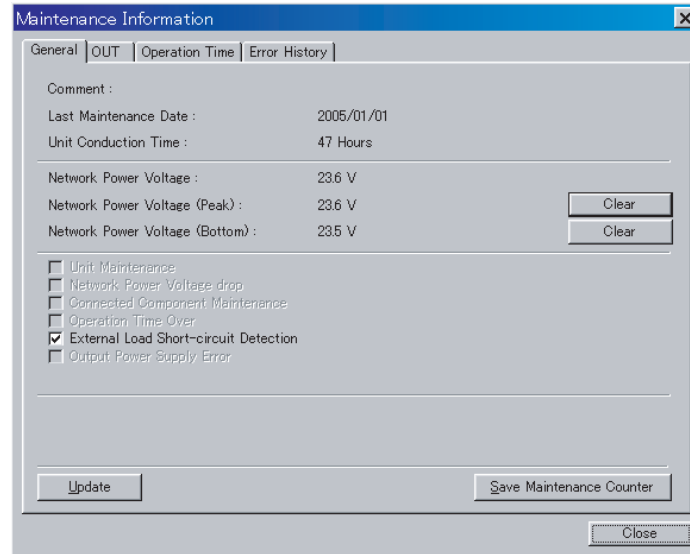 Maintenance Information
General OUT Operation Time Error History
Comment :
Last Maintenance Date : 2005/01/01
Unit Conduction Time : 47 Hours
Network Power Voltage : 23.6 V
Network Power Voltage (Peak) : 23.6 V Clear
Network Power Voltage (Bottom) : 23.5 V Clear
Unit Maintenance
Network Power Voltage drop
Connected Component Maintenance
Operation Time Over
External Load Short-circuit Detection
Output Power Supply Error
Update Save Maintenance Counter
Close